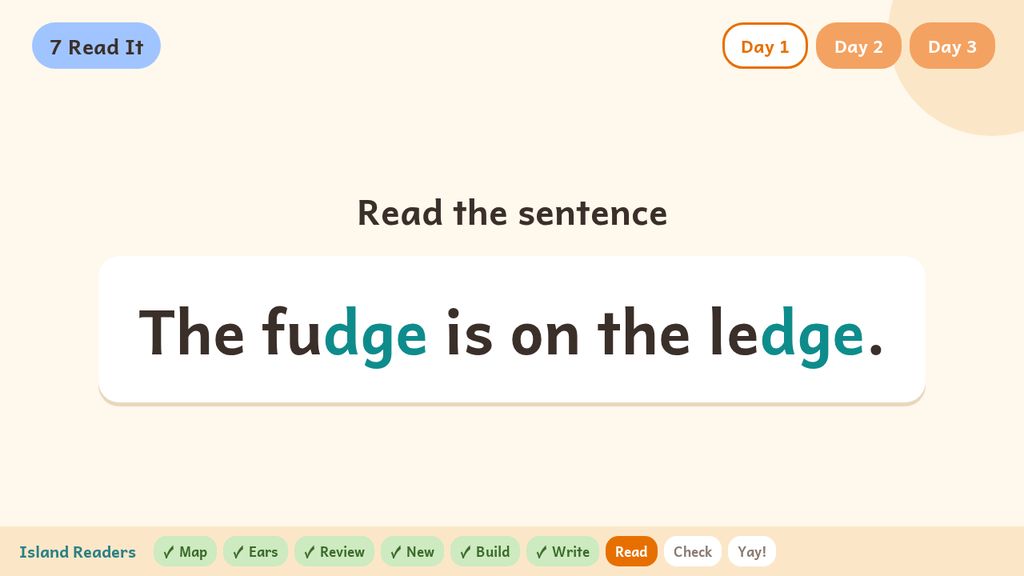 7 Read It
Day 1
Day 2
Day 3
Read the sentence
The fudge is on the ledge.
Island Readers
✓ Map
✓ Ears
✓ Review
✓ New
✓ Build
✓ Write
Read
Check
Yay!